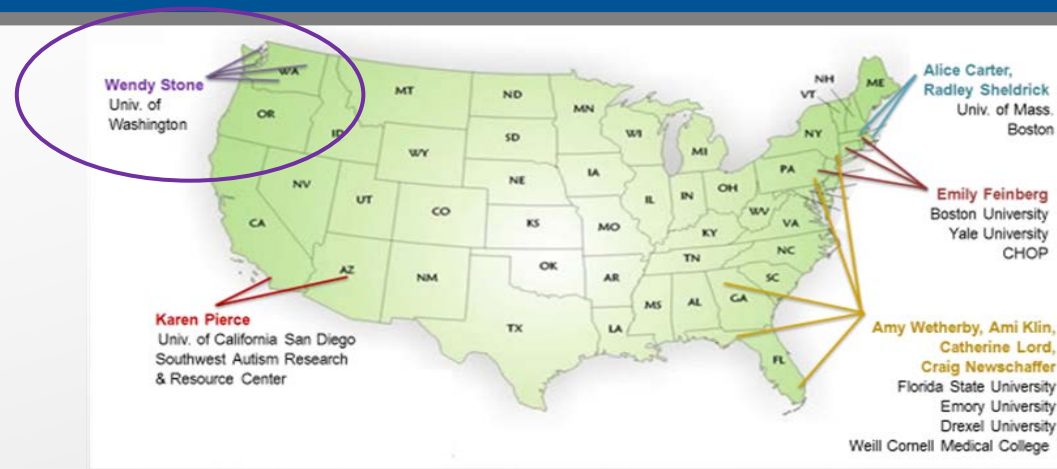 Wendy Stone
Univ. of
Washington
WA
OR
ID
MT
WY
NV
UT
CO
CA
AZ
NM
ND
SD
NE
KS
OK
TX
MN
IA
MO
AR
LA
WI
IL
MI
IN
OH
KY
TN
MS
AL
GA
FL
SC
NC
VA
WV
PA
NY
VT
NH
ME
Alice Carter,
Radley Sheldrick
Univ. of Mass.
Boston
Emily Feinberg
Boston University
Yale University
CHOP
Karen Pierce
Univ. of California San Diego
Southwest Autism Research
& Resource Center
Amy Wetherby, Ami Klin,
Catherine Lord,
Craig Newschaffer
Florida State University
Emory University
Drexel University
Weill Cornell Medical College